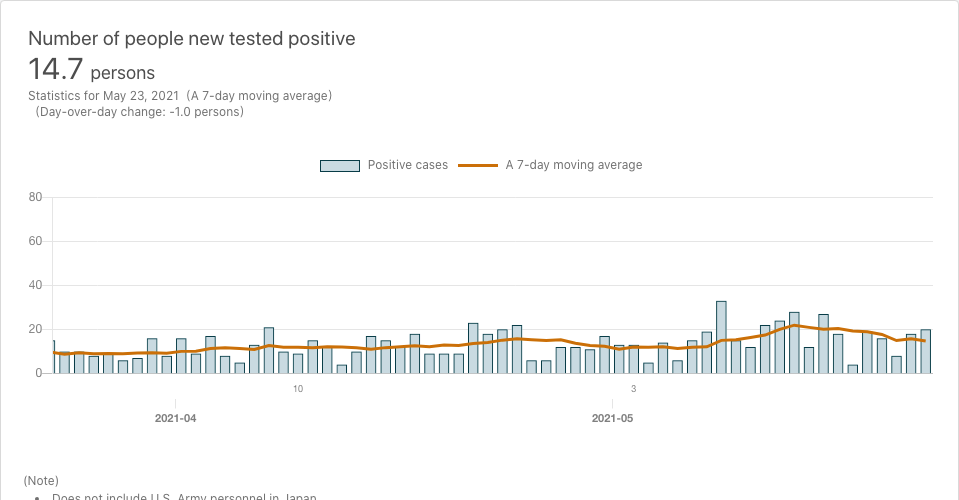 Number of people new tested positive
14.7 persons
Statistics for May 23, 2021 (A 7-day moving average)
(Day-over-day change: -1.0 persons)
Positive cases A 7-day moving average
80
60
40
20
0
10 3
2021-04 2021-05
(Note)
• Does not include U.S. Army personnel in Japan